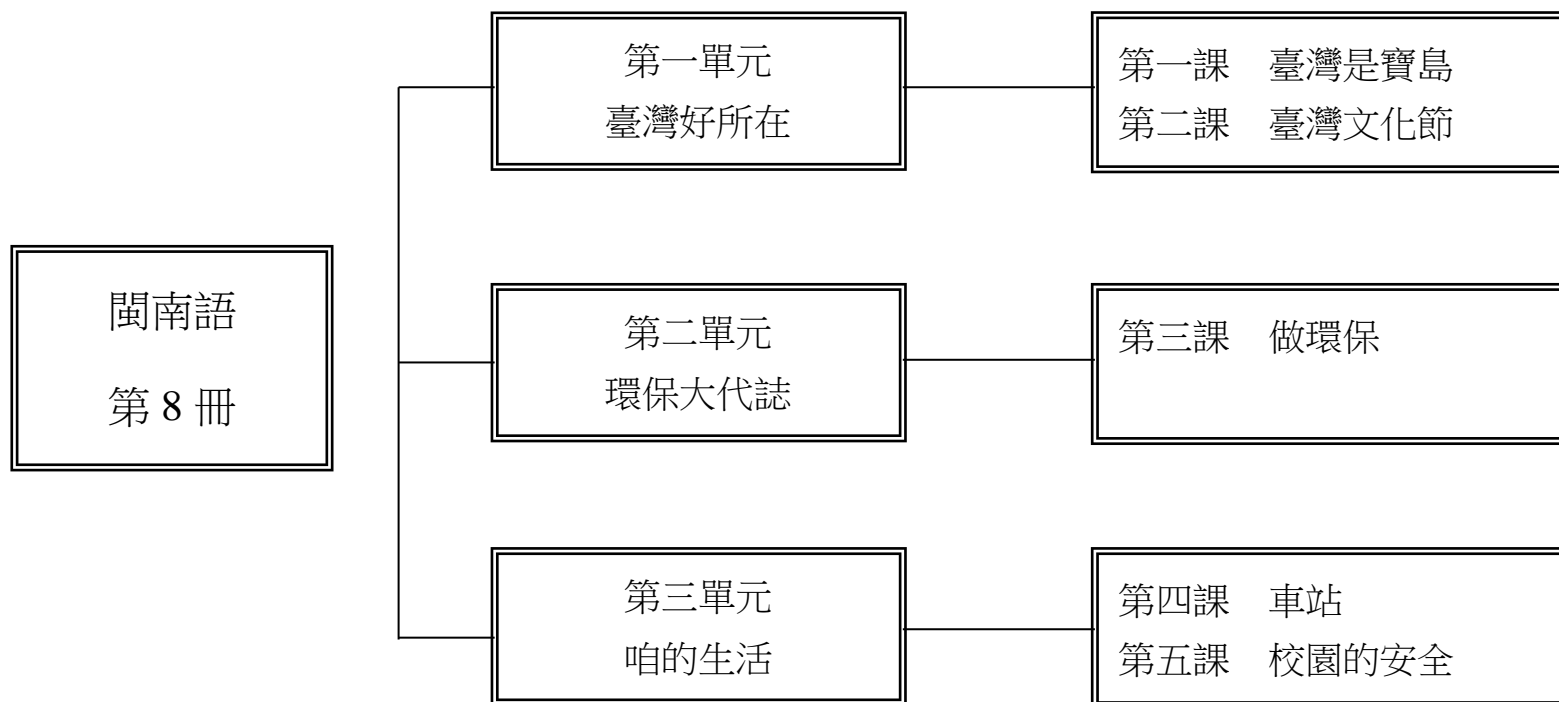 閩南語
第 8 冊
第一單元
臺灣好所在
第一課　臺灣是寶島
第二課　臺灣文化節
第二單元
環保大代誌
第三課　做環保
第三單元
咱的生活
第四課　車站
第五課　校園的安全